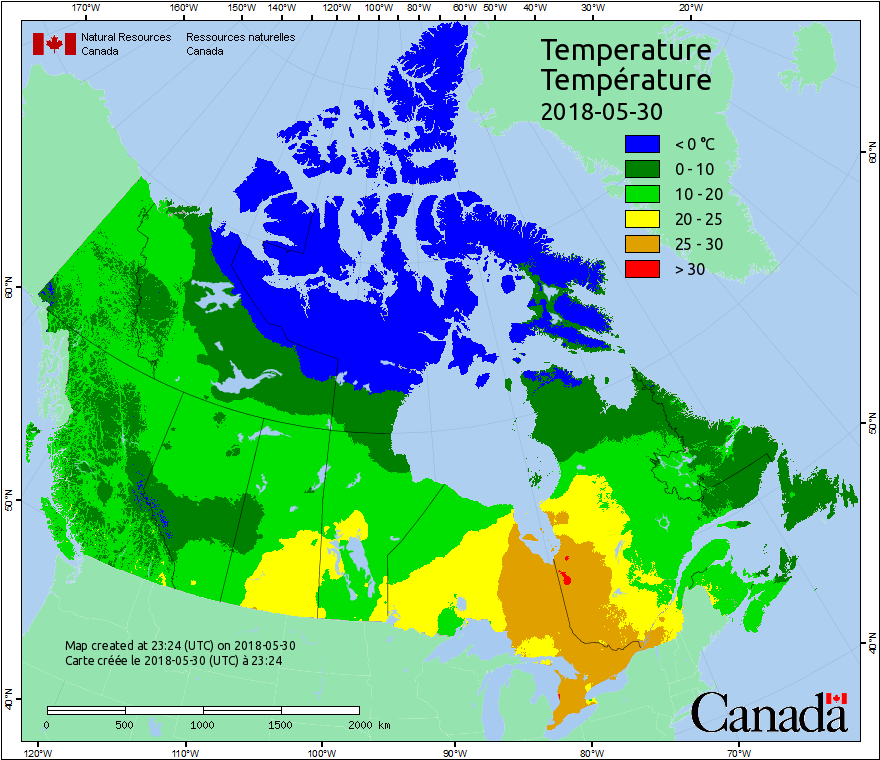 170°W 160°W 150°W 140°W 120°W 100°W 80°W 60°W 50°W 40°W 30°W 20°W
Natural Resources Ressources naturelles
Canada Canada
Temperature
Température
2018-05-30
< 0 °C
0 - 10
10 - 20
20 - 25
25 - 30
> 30
60°N
60°N
50°N
50°N
40°N
40°N
Map created at 23:24 (UTC) on 2018-05-30
Carte créée le 2018-05-30 (UTC) à 23:24
0 500 1000 1500 2000 km
Canada
120°W 110°W 100°W 90°W 80°W 70°W